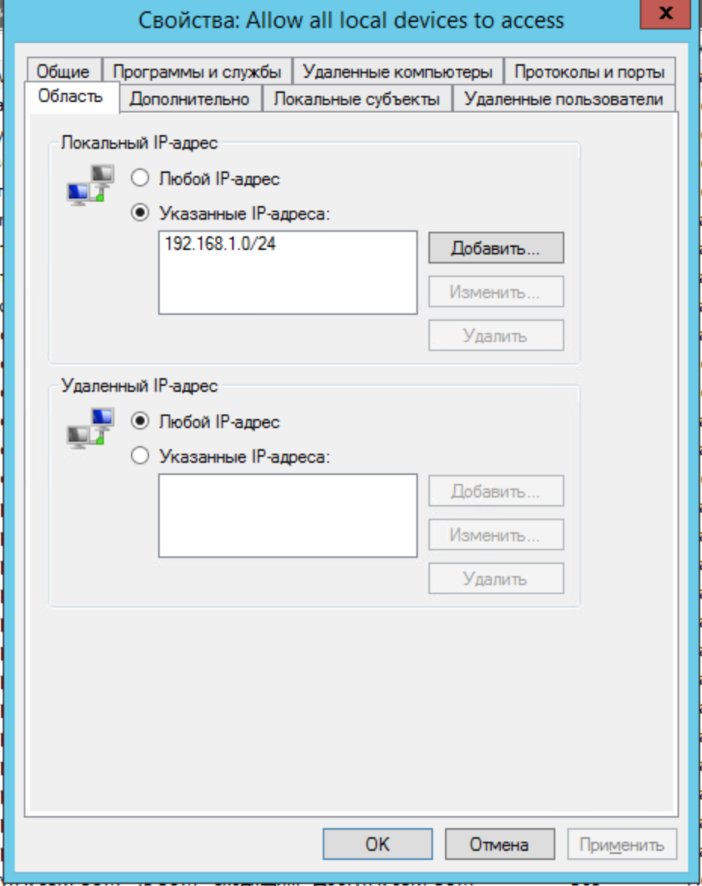 Свойства: Allow all local devices to access
x
Общие
Программы и службы
Удаленные компьютеры
Протоколы и порты
Область
Дополнительно
Локальные субъекты
Удаленные пользователи
Локальный IP-адрес
Любой IP-адрес
Указанные IP-адреса:
192.168.1.0/24
Добавить...
Изменить...
Удалить
Удаленный IP-адрес
Любой IP-адрес
Указанные IP-адреса:
Добавить...
Изменить...
Удалить
OK
Отмена
Применить